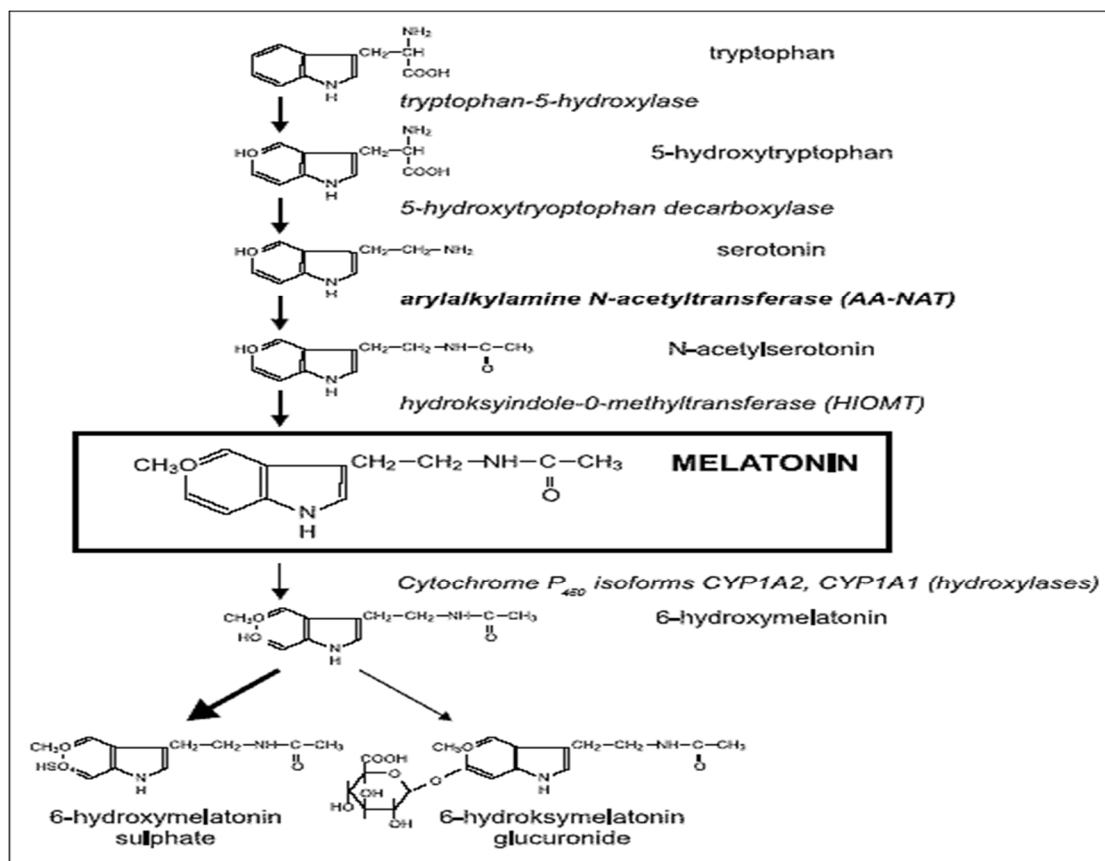 NH₂
CH₂–CH
COOH
N
H
tryptophan
tryptophan-5-hydroxylase
NH₂
HO
CH₂–CH
COOH
N
H
5-hydroxytryptophan
5-hydroxytryoptophan decarboxylase
HO
CH₂–CH₂–NH₂
N
H
serotonin
arylalkylamine N-acetyltransferase (AA-NAT)
HO
CH₂–CH₂–NH–C–CH₃
O
N
H
N-acetylserotonin
hydroksyindole-0-methyltransferase (HIOMT)
CH₃O
CH₂–CH₂–NH–C–CH₃
O
N
H
MELATONIN
Cytochrome P₄₅₀ isoforms CYP1A2, CYP1A1 (hydroxylases)
CH₃O
HO
CH₂–CH₂–NH–C–CH₃
O
N
H
6-hydroxymelatonin
CH₃O
HSO
CH₂–CH₂–NH–C–CH₃
O
N
H
6-hydroxymelatonin
sulphate
COOH
O
OH
HO
OH
O
CH₃O
CH₂–CH₂–NH–C–CH₃
O
N
H
6-hydroksymelatonin
glucuronide